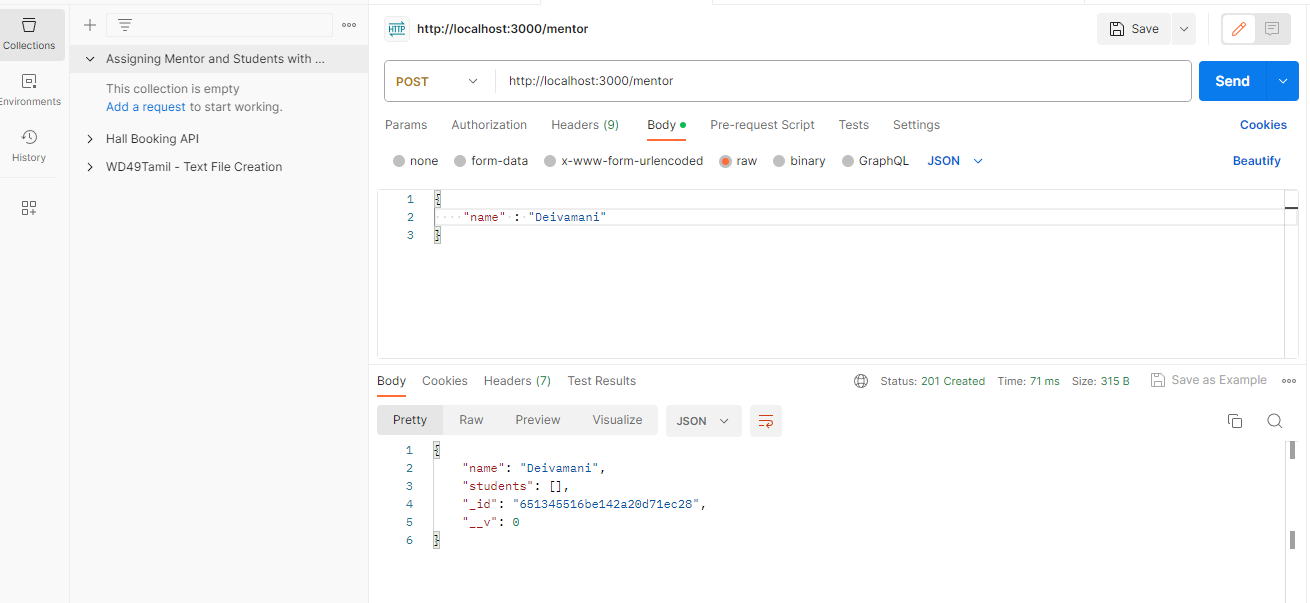 Collections
Environments
History
Assigning Mentor and Students with ...
This collection is empty
Add a request to start working.
Hall Booking API
WD49Tamil - Text File Creation
HTTP http://localhost:3000/mentor
Save
POST http://localhost:3000/mentor
Send
Params Authorization Headers (9) Body Pre-request Script Tests Settings Cookies
none form-data x-www-form-urlencoded raw binary GraphQL JSON Beautify
1 {
2 "name" : "Deivamani"
3 }
Body Cookies Headers (7) Test Results Status: 201 Created Time: 71 ms Size: 315 B Save as Example
Pretty Raw Preview Visualize JSON
1 {
2 "name": "Deivamani",
3 "students": [],
4 "_id": "651345516be142a20d71ec28",
5 "__v": 0
6 }